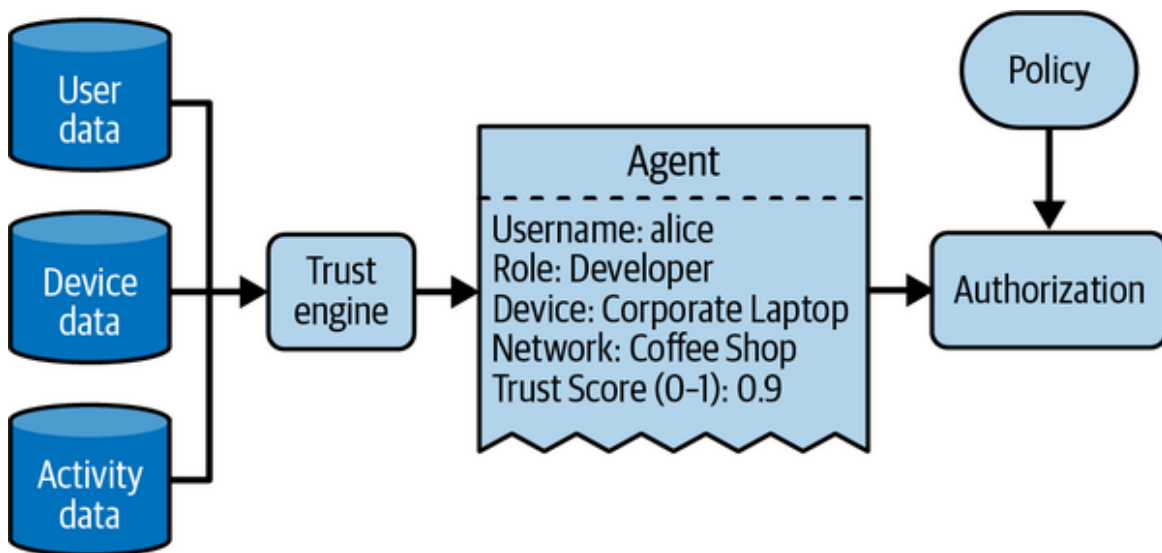 User
data
Device
data
Activity
data
Trust
engine
Agent
Username: alice
Role: Developer
Device: Corporate Laptop
Network: Coffee Shop
Trust Score (0–1): 0.9
Policy
Authorization